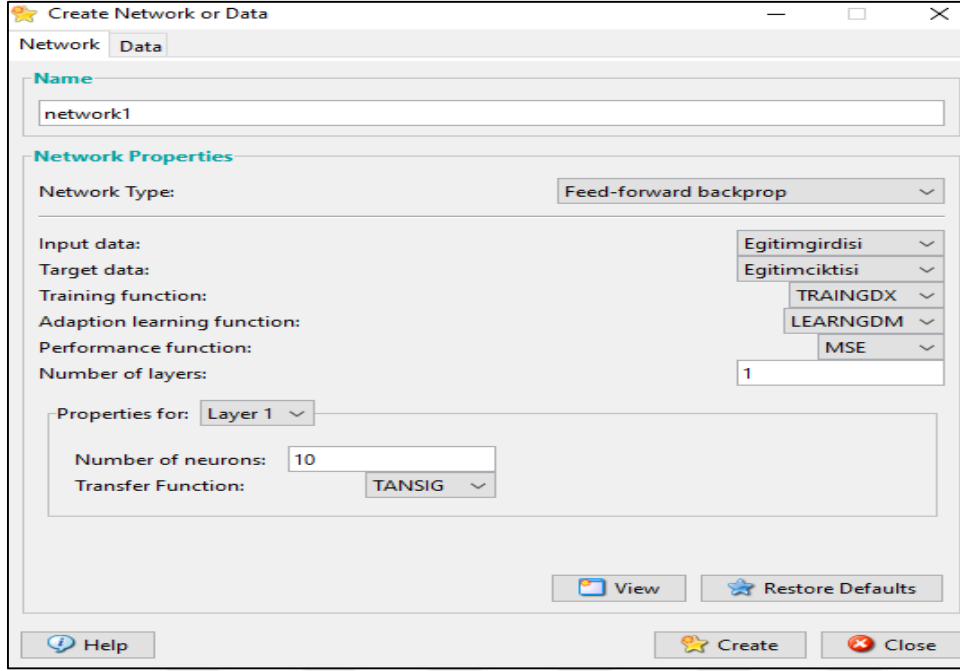 Create Network or Data
Network Data
Name
network1
Network Properties
Network Type: Feed-forward backprop
Input data: Egitimgirdisi
Target data: Egitimciktisi
Training function: TRAINGDX
Adaption learning function: LEARNGDM
Performance function: MSE
Number of layers: 1
Properties for: Layer 1
Number of neurons: 10
Transfer Function: TANSIG
View Restore Defaults
Help Create Close